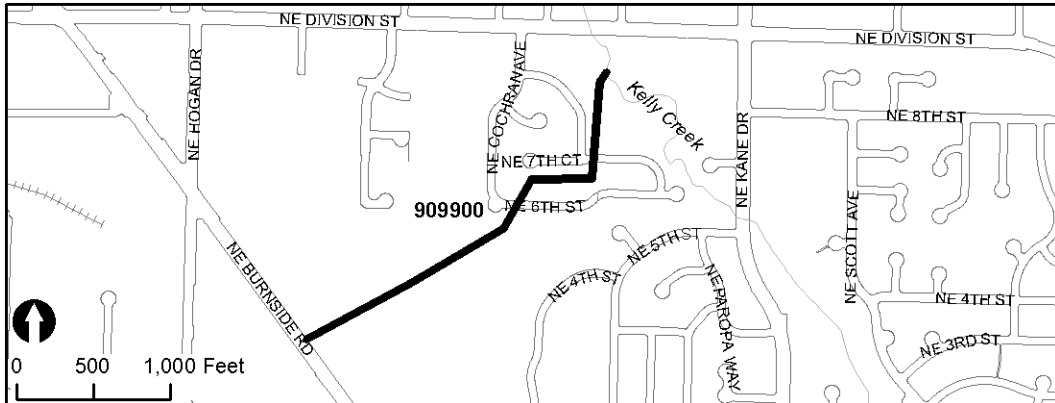 NE DIVISION ST
NE DIVISION ST
NE HOGAN DR
NE COCHRANAVE
Kelly Creek
NE KANE DR
NE 8TH ST
NE 7TH CT
909900
NE 6TH ST
NE 5TH ST
NE SCOTT AVE
NE 4TH ST
NE 4TH ST
NE BURNSIDE RD
NE PAROPA WAY
NE 3RD ST
0 500 1,000 Feet